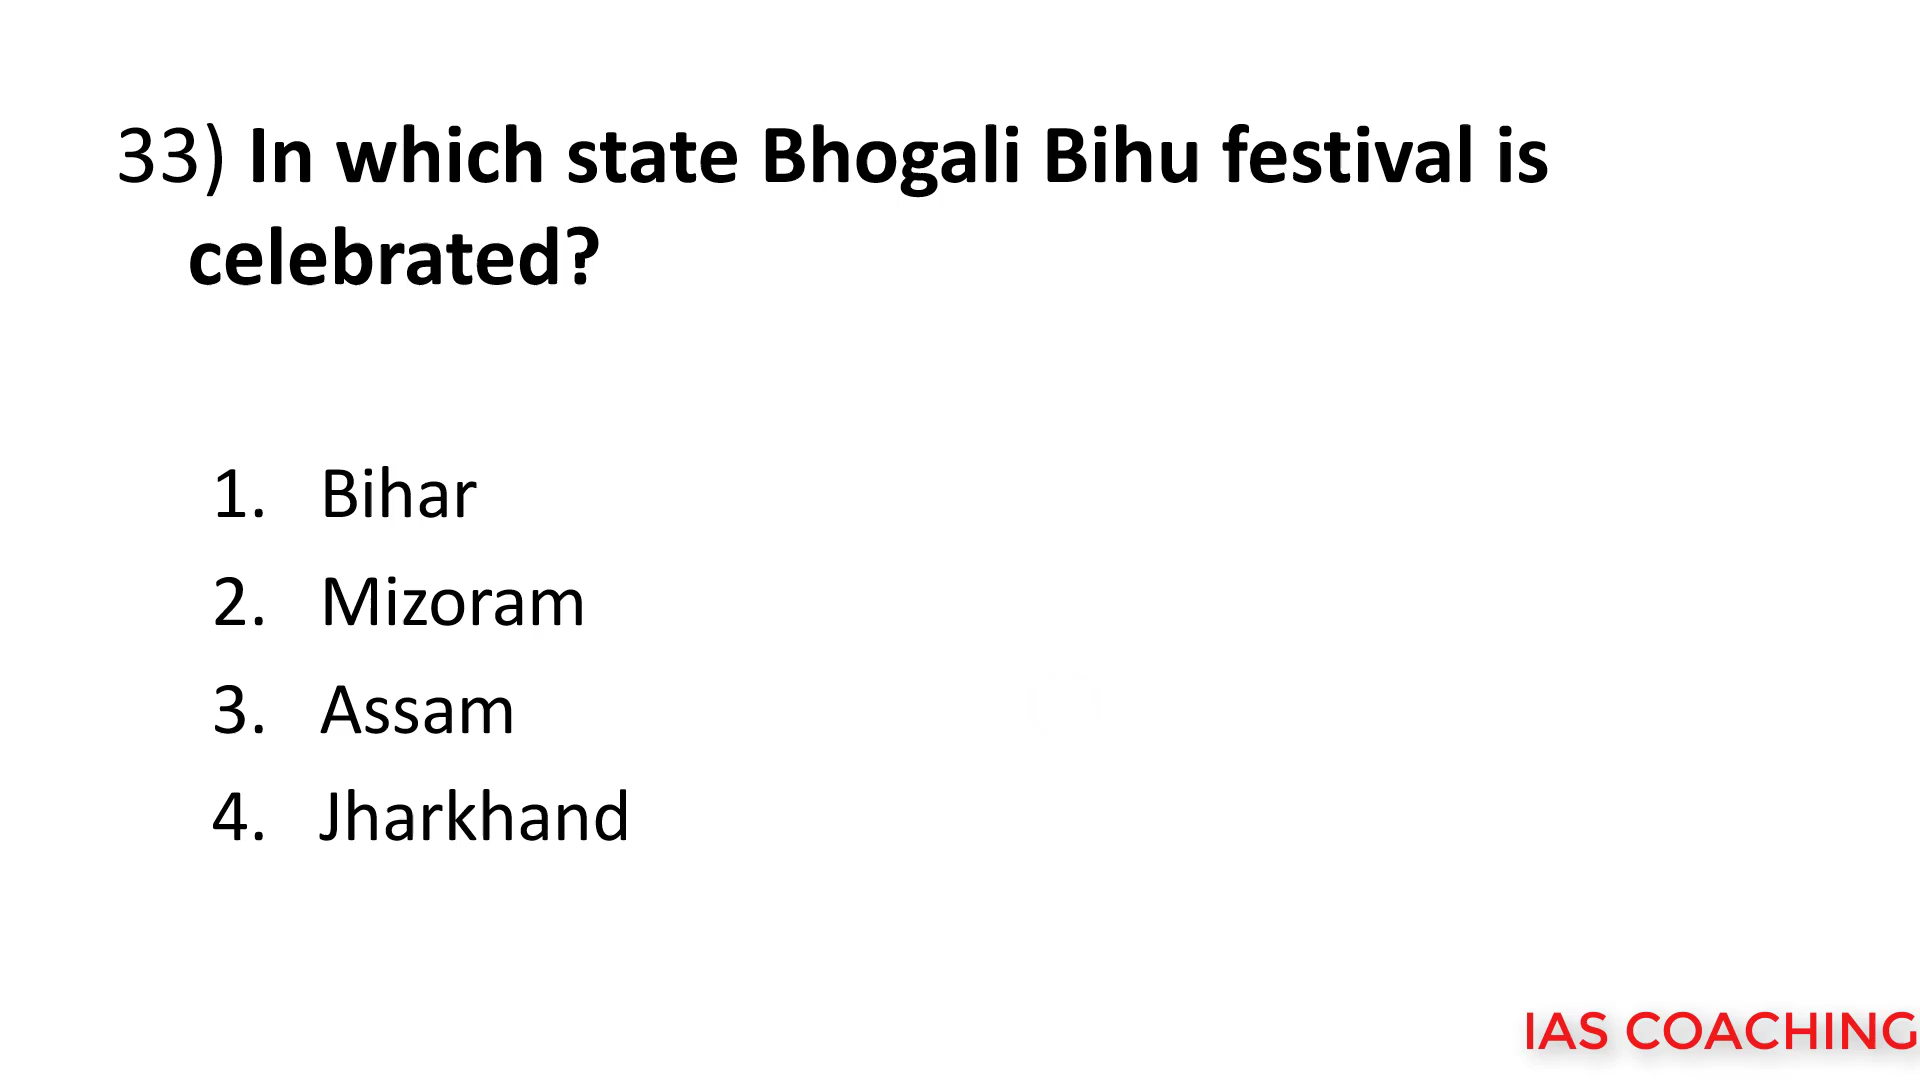 33) In which state Bhogali Bihu festival is
celebrated?
1. Bihar
2. Mizoram
3. Assam
4. Jharkhand
IAS COACHING